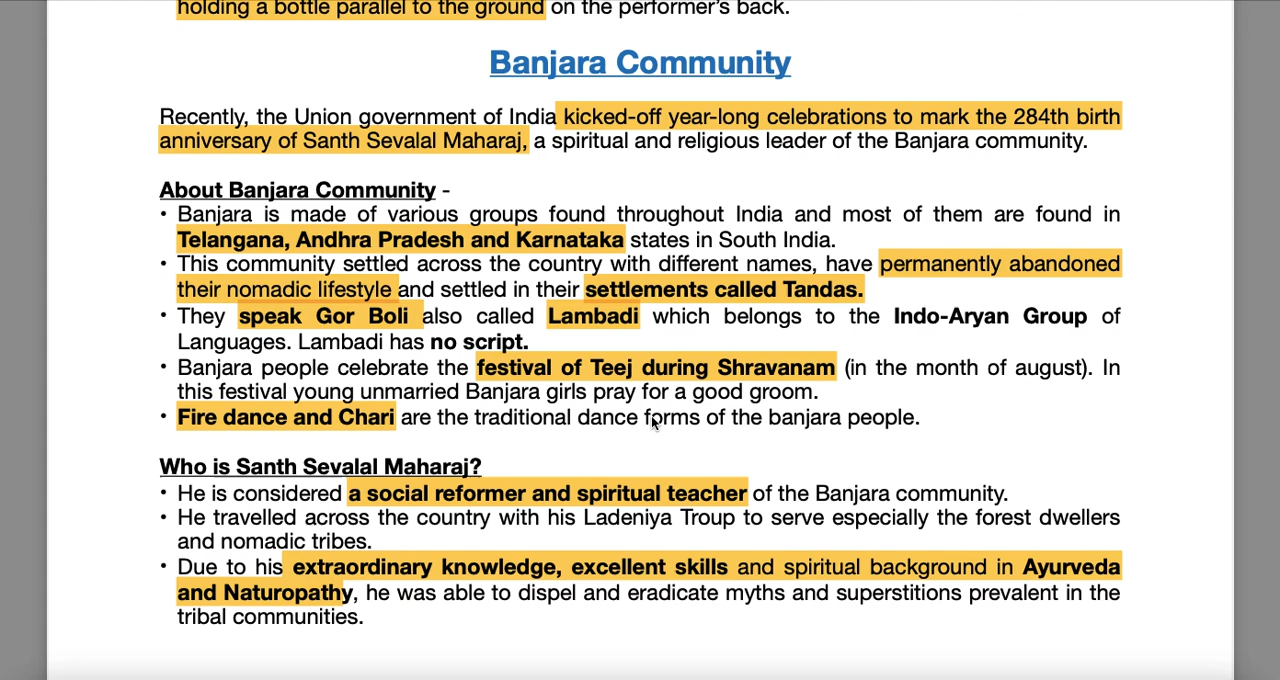 holding a bottle parallel to the ground on the performer's back.
Banjara Community
Recently, the Union government of India kicked-off year-long celebrations to mark the 284th birth
anniversary of Santh Sevalal Maharaj, a spiritual and religious leader of the Banjara community.
About Banjara Community -
• Banjara is made of various groups found throughout India and most of them are found in
Telangana, Andhra Pradesh and Karnataka states in South India.
• This community settled across the country with different names, have permanently abandoned
their nomadic lifestyle and settled in their settlements called Tandas.
• They speak Gor Boli also called Lambadi which belongs to the Indo-Aryan Group of
Languages. Lambadi has no script.
• Banjara people celebrate the festival of Teej during Shravanam (in the month of august). In
this festival young unmarried Banjara girls pray for a good groom.
• Fire dance and Chari are the traditional dance forms of the banjara people.
Who is Santh Sevalal Maharaj?
• He is considered a social reformer and spiritual teacher of the Banjara community.
• He travelled across the country with his Ladeniya Troup to serve especially the forest dwellers
and nomadic tribes.
• Due to his extraordinary knowledge, excellent skills and spiritual background in Ayurveda
and Naturopathy, he was able to dispel and eradicate myths and superstitions prevalent in the
tribal communities.